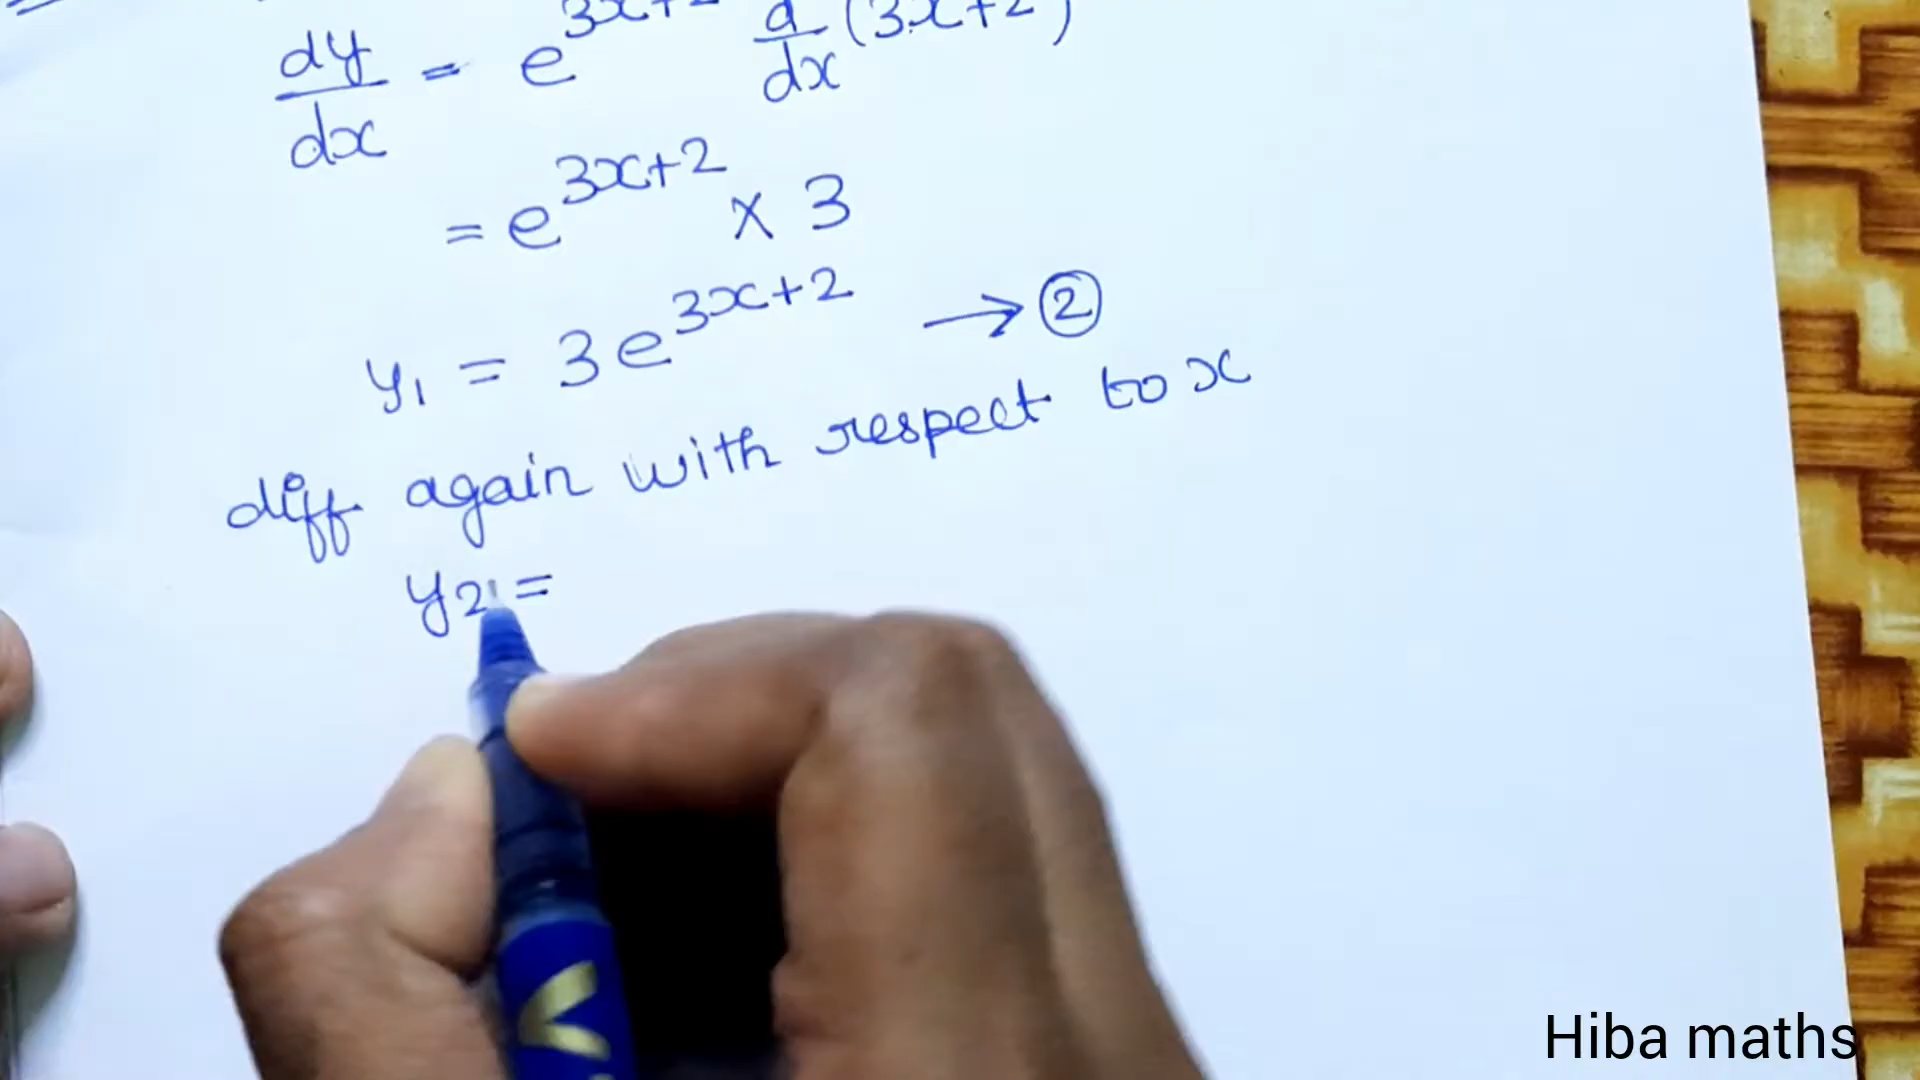 dy/dx = e^3x+2 d/dx (3x+2)
= e^3x+2 × 3
y₁ = 3e^3x+2 → ②
diff again with respect to x
y₂ =
Hiba maths